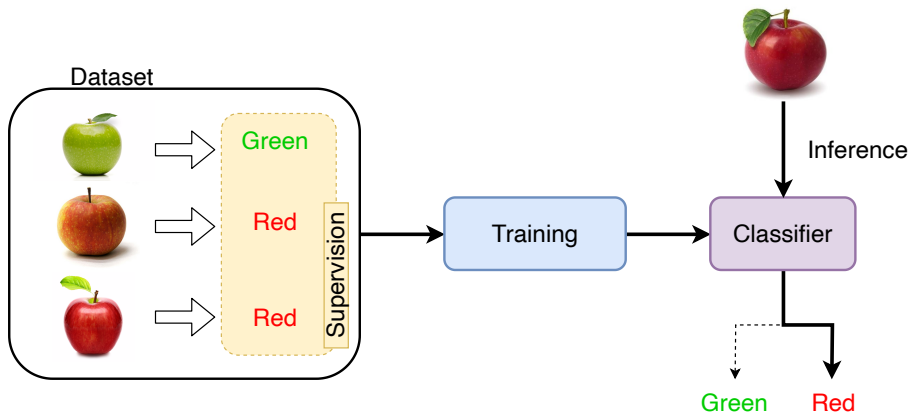 Dataset
Green
Red
Red
Supervision
Training
Inference
Classifier
Green
Red